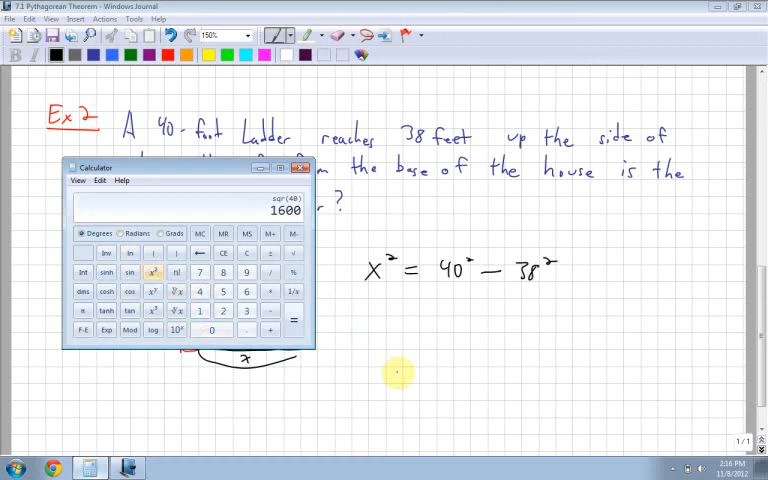 7.1 Pythagorean Theorem - Windows Journal
File Edit View Insert Actions Tools Help
150%
B I
Ex 2 A 40-foot Ladder reaches 38 feet up the side of
from the base of the house is the
?
Calculator
View Edit Help
sqr(40)
1600
Degrees Radians Grads MC MR MS M+ M-
Inv ln ( ) ← CE C ± √
Int sinh sin x² n! 7 8 9 / %
dms cosh cos xʸ ʸ√x 4 5 6 * 1/x
π tanh tan x³ ³√x 1 2 3 - =
F-E Exp Mod log 10ˣ 0 . +
x² = 40² - 38²
x
1 / 1
2:16 PM
11/8/2012